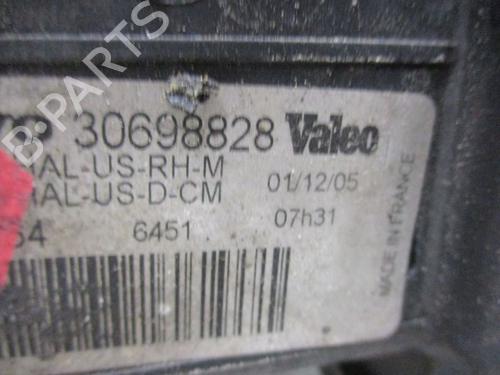 B-PARTS
30698828 Valeo
HAL-US-RH-M
HAL-US-D-CM 01/12/05
64 6451 07h31
MADE IN FRANCE